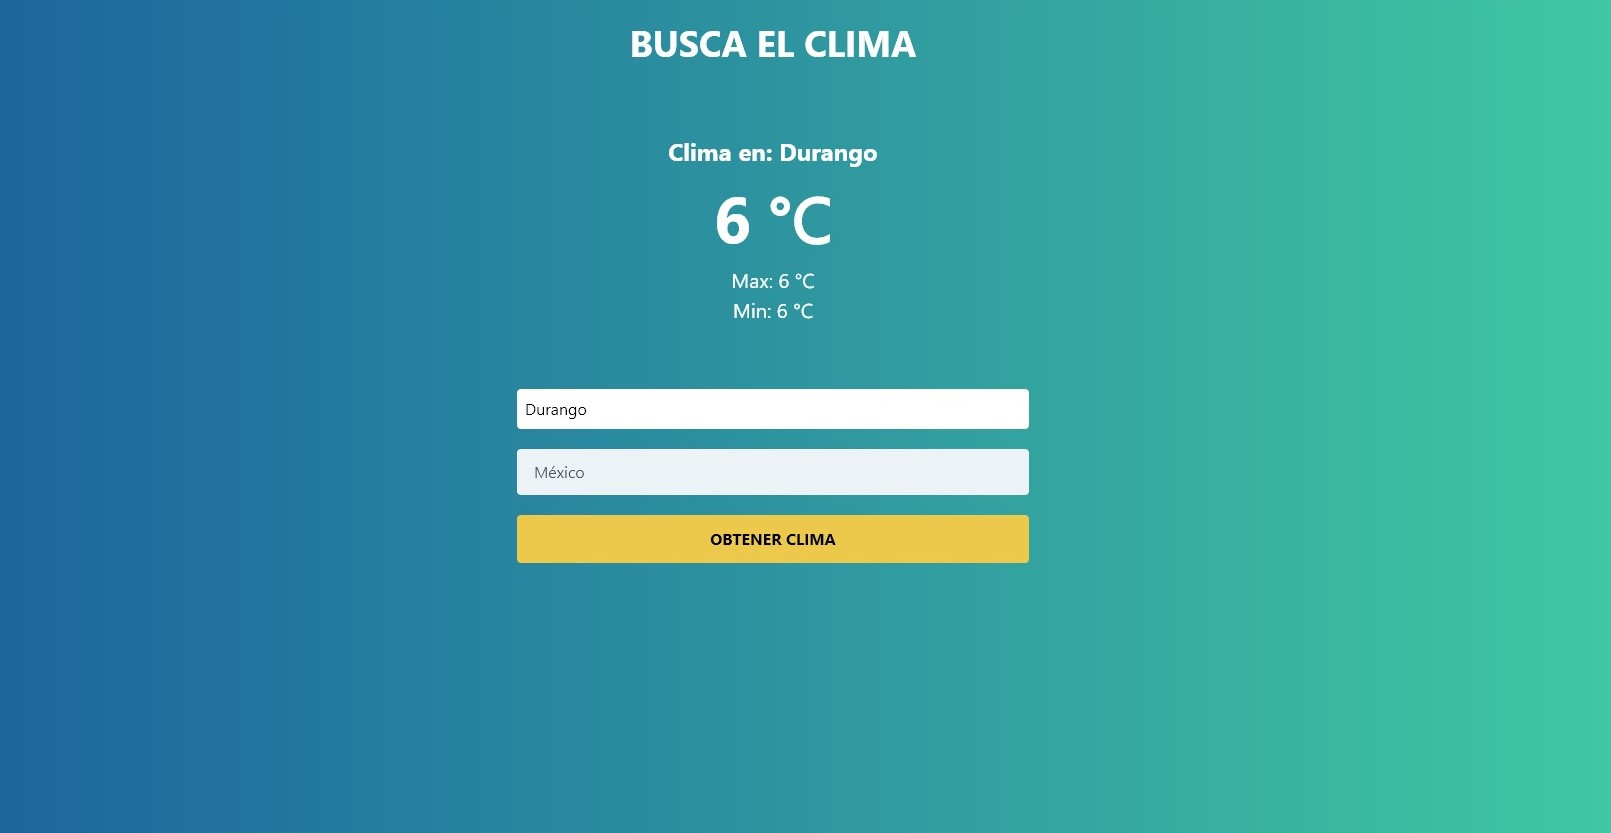 BUSCA EL CLIMA
Clima en: Durango
6 °C
Max: 6 °C
Min: 6 °C
Durango
México
OBTENER CLIMA